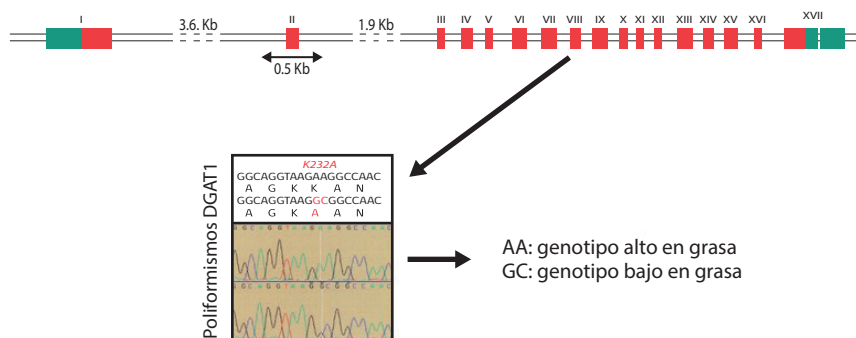 I II III IV V VI VII VIII IX X XI XII XIII XIV XV XVI XVII
3.6. Kb 1.9 Kb
0.5 Kb
Poliformismos DGAT1
K232A
GGCAGGTAAGAAGGCCAAC
A G K K A N
GGCAGGTAAGGCGGCCAAC
A G K A A N
AA: genotipo alto en grasa
GC: genotipo bajo en grasa